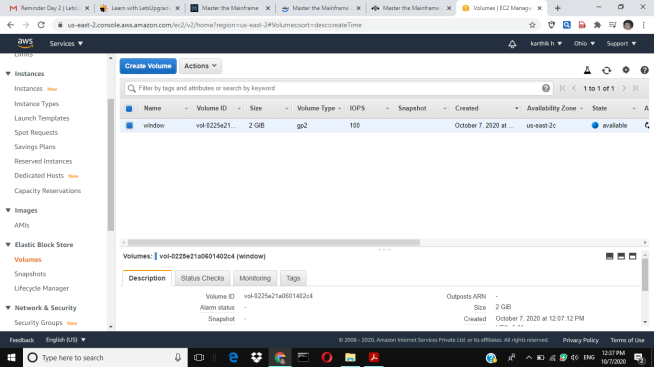 Reminder Day 2 | LetsU
Learn with LetsUpgrade
Master the Mainframe
Master the Mainframe
Master the Mainframe
Volumes | EC2 Manag
us-east-2.console.aws.amazon.com/ec2/v2/home?region=us-east-2#Volumes:sort=desc:createTime
aws
Services
karthik h
Ohio
Support
Limits
Instances
Instances New
Instance Types
Launch Templates
Spot Requests
Savings Plans
Reserved Instances
Dedicated Hosts New
Capacity Reservations
Images
AMIs
Elastic Block Store
Volumes
Snapshots
Lifecycle Manager
Network & Security
Security Groups New
Create Volume
Actions
Filter by tags and attributes or search by keyword
1 to 1 of 1
Name Volume ID Size Volume Type IOPS Snapshot Created Availability Zone State A
window vol-0225e21... 2 GiB gp2 100 October 7, 2020 at ... us-east-2c available
Volumes: vol-0225e21a0601402c4 (window)
Description Status Checks Monitoring Tags
Volume ID vol-0225e21a0601402c4
Alarm status -
Snapshot -
Outposts ARN -
Size 2 GiB
Created October 7, 2020 at 12:07:12 PM
Feedback English (US)
© 2008 - 2020, Amazon Internet Services Private Ltd. or its affiliates. All rights reserved. Privacy Policy Terms of Use
Type here to search
ENG
12:37 PM
10/7/2020